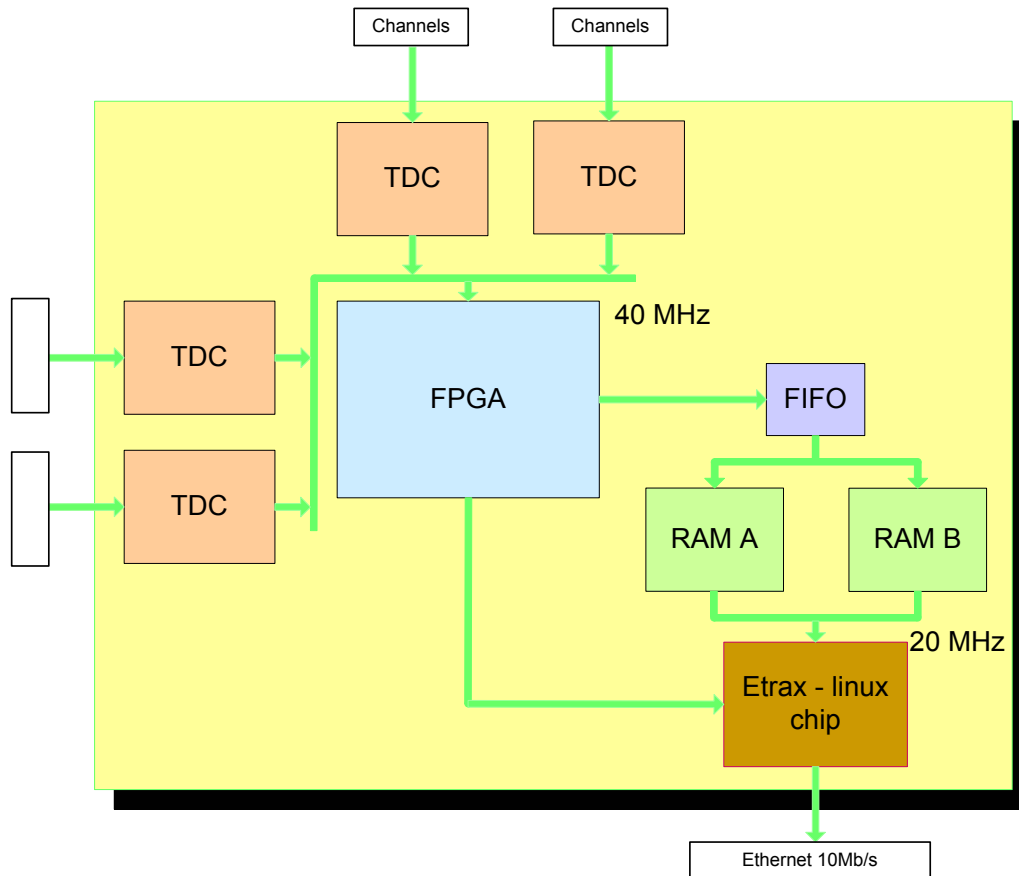 Channels
Channels
TDC
TDC
40 MHz
TDC
FPGA
FIFO
TDC
RAM A
RAM B
20 MHz
Etrax - linux
chip
Ethernet 10Mb/s